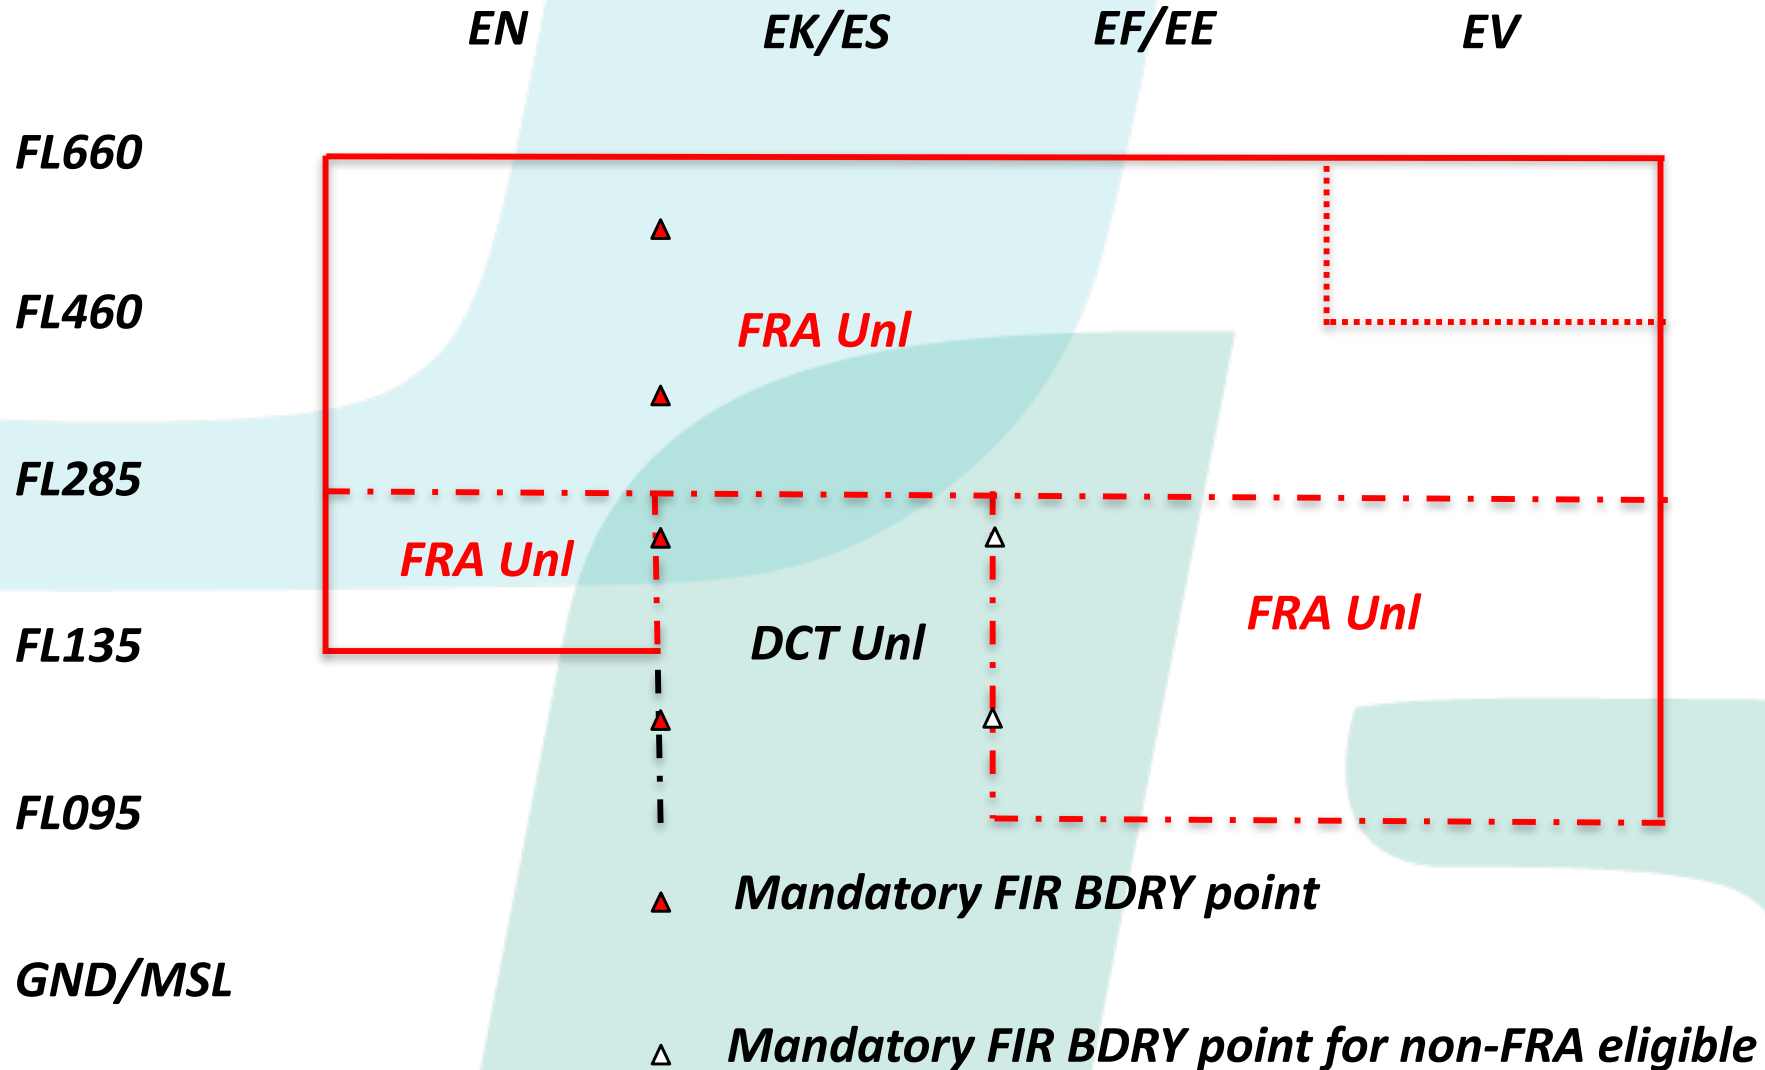 EN EK/ES EF/EE EV
FL660
FL460
FRA Unl
FL285
FRA Unl
FRA Unl
FL135
DCT Unl
FL095
Mandatory FIR BDRY point
GND/MSL
Mandatory FIR BDRY point for non-FRA eligible